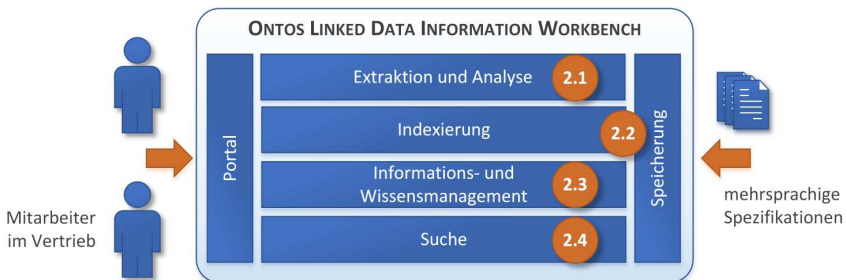 ONTOS LINKED DATA INFORMATION WORKBENCH
Portal
Extraktion und Analyse 2.1
Indexierung 2.2
Informations- und
Wissensmanagement 2.3
Suche 2.4
Speicherung
Mitarbeiter
im Vertrieb
mehrsprachige
Spezifikationen